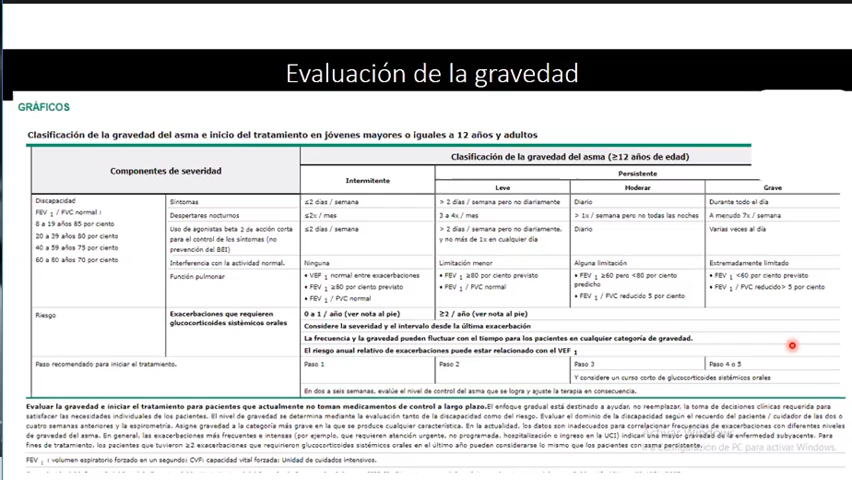 Evaluación de la gravedad
GRÁFICOS
Clasificación de la gravedad del asma e inicio del tratamiento en jóvenes mayores o iguales a 12 años y adultos
Componentes de severidad
Clasificación de la gravedad del asma (≥12 años de edad)
Intermitente
Persistente
Leve
Moderar
Grave
Discapacidad
FEV 1 / FVC normal :
8 a 19 años 85 por ciento
20 a 39 años 80 por ciento
40 a 59 años 75 por ciento
60 a 80 años 70 por ciento
Síntomas
≤2 días / semana
> 2 días / semana pero no diariamente
Diario
Durante todo el día
Despertares nocturnos
≤2x / mes
3 a 4x / mes
> 1x / semana pero no todas las noches
A menudo 7x / semana
Uso de agonistas beta 2 de acción corta
para el control de los síntomas (no
prevención del BEI)
≤2 días / semana
> 2 días / semana pero no diariamente,
y no más de 1x en cualquier día
Diario
Varias veces al día
Interferencia con la actividad normal.
Ninguna
Limitación menor
Alguna limitación
Extremadamente limitado
Función pulmonar
• VEF 1 normal entre exacerbaciones
• FEV 1 ≥80 por ciento previsto
• FEV 1 / FVC normal
• FEV 1 ≥80 por ciento previsto
• FEV 1 / FVC normal
• FEV 1 ≥60 pero <80 por ciento
predicho
• FEV 1 / FVC reducido 5 por ciento
• FEV 1 <60 por ciento previsto
• FEV 1 / FVC reducido> 5 por ciento
Riesgo
Exacerbaciones que requieren
glucocorticoides sistémicos orales
0 a 1 / año (ver nota al pie)
≥2 / año (ver nota al pie)
Considere la severidad y el intervalo desde la última exacerbación
La frecuencia y la gravedad pueden fluctuar con el tiempo para los pacientes en cualquier categoría de gravedad.
El riesgo anual relativo de exacerbaciones puede estar relacionado con el VEF 1
Paso recomendado para iniciar el tratamiento.
Paso 1
Paso 2
Paso 3
Paso 4 o 5
Y considere un curso corto de glucocorticoides sistémicos orales
En dos a seis semanas, evalúe el nivel de control del asma que se logra y ajuste la terapia en consecuencia.
Evaluar la gravedad e iniciar el tratamiento para pacientes que actualmente no toman medicamentos de control a largo plazo.El enfoque gradual está destinado a ayudar, no reemplazar, la toma de decisiones clínicas requerida para
satisfacer las necesidades individuales de los pacientes. El nivel de gravedad se determina mediante la evaluación tanto de la discapacidad como del riesgo. Evaluar el dominio de la discapacidad según el recuerdo del paciente / cuidador de las dos o
cuatro semanas anteriores y la espirometría. Asigne gravedad a la categoría más grave en la que se produce cualquier característica. En la actualidad, los datos son inadecuados para correlacionar frecuencias de exacerbaciones con diferentes niveles
de gravedad del asma. En general, las exacerbaciones más frecuentes e intensas (por ejemplo, que requieren atención urgente, no programada, hospitalización o ingreso en la UCI) indican una mayor gravedad de la enfermedad subyacente. Para
fines de tratamiento, los pacientes que tuvieron ≥2 exacerbaciones que requirieron glucocorticoides sistémicos orales en el último año pueden considerarse lo mismo que los pacientes con asma persistente.
Activar Windows
Ir a Configuración de PC para activar Windows.
FEV 1 : volumen espiratorio forzado en un segundo; CVF: capacidad vital forzada; Unidad de cuidados intensivos.